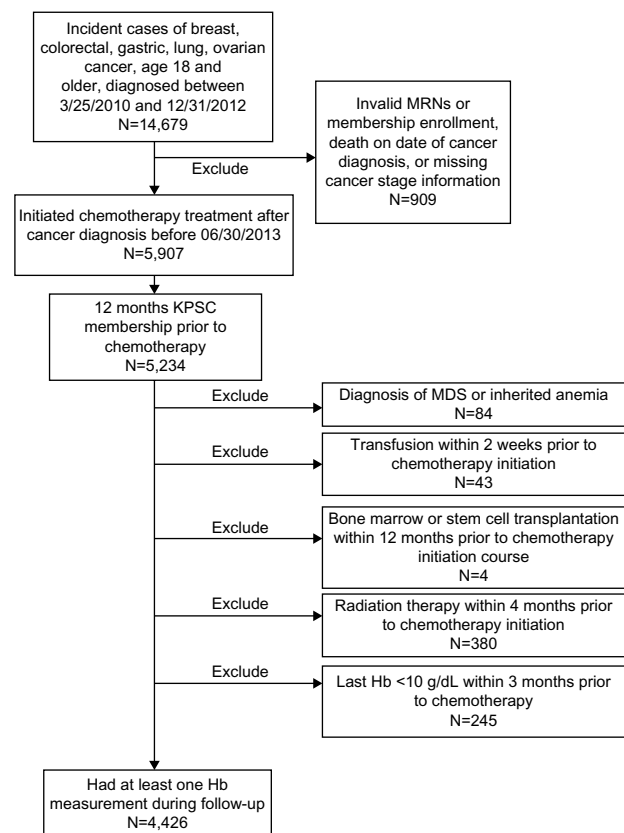 Incident cases of breast,
colorectal, gastric, lung, ovarian
cancer, age 18 and
older, diagnosed between
3/25/2010 and 12/31/2012
N=14,679
Exclude
Invalid MRNs or
membership enrollment,
death on date of cancer
diagnosis, or missing
cancer stage information
N=909
Initiated chemotherapy treatment after
cancer diagnosis before 06/30/2013
N=5,907
12 months KPSC
membership prior to
chemotherapy
N=5,234
Exclude
Diagnosis of MDS or inherited anemia
N=84
Exclude
Transfusion within 2 weeks prior to
chemotherapy initiation
N=43
Exclude
Bone marrow or stem cell transplantation
within 12 months prior to chemotherapy
initiation course
N=4
Exclude
Radiation therapy within 4 months prior
to chemotherapy initiation
N=380
Exclude
Last Hb <10 g/dL within 3 months prior
to chemotherapy
N=245
Had at least one Hb
measurement during follow-up
N=4,426